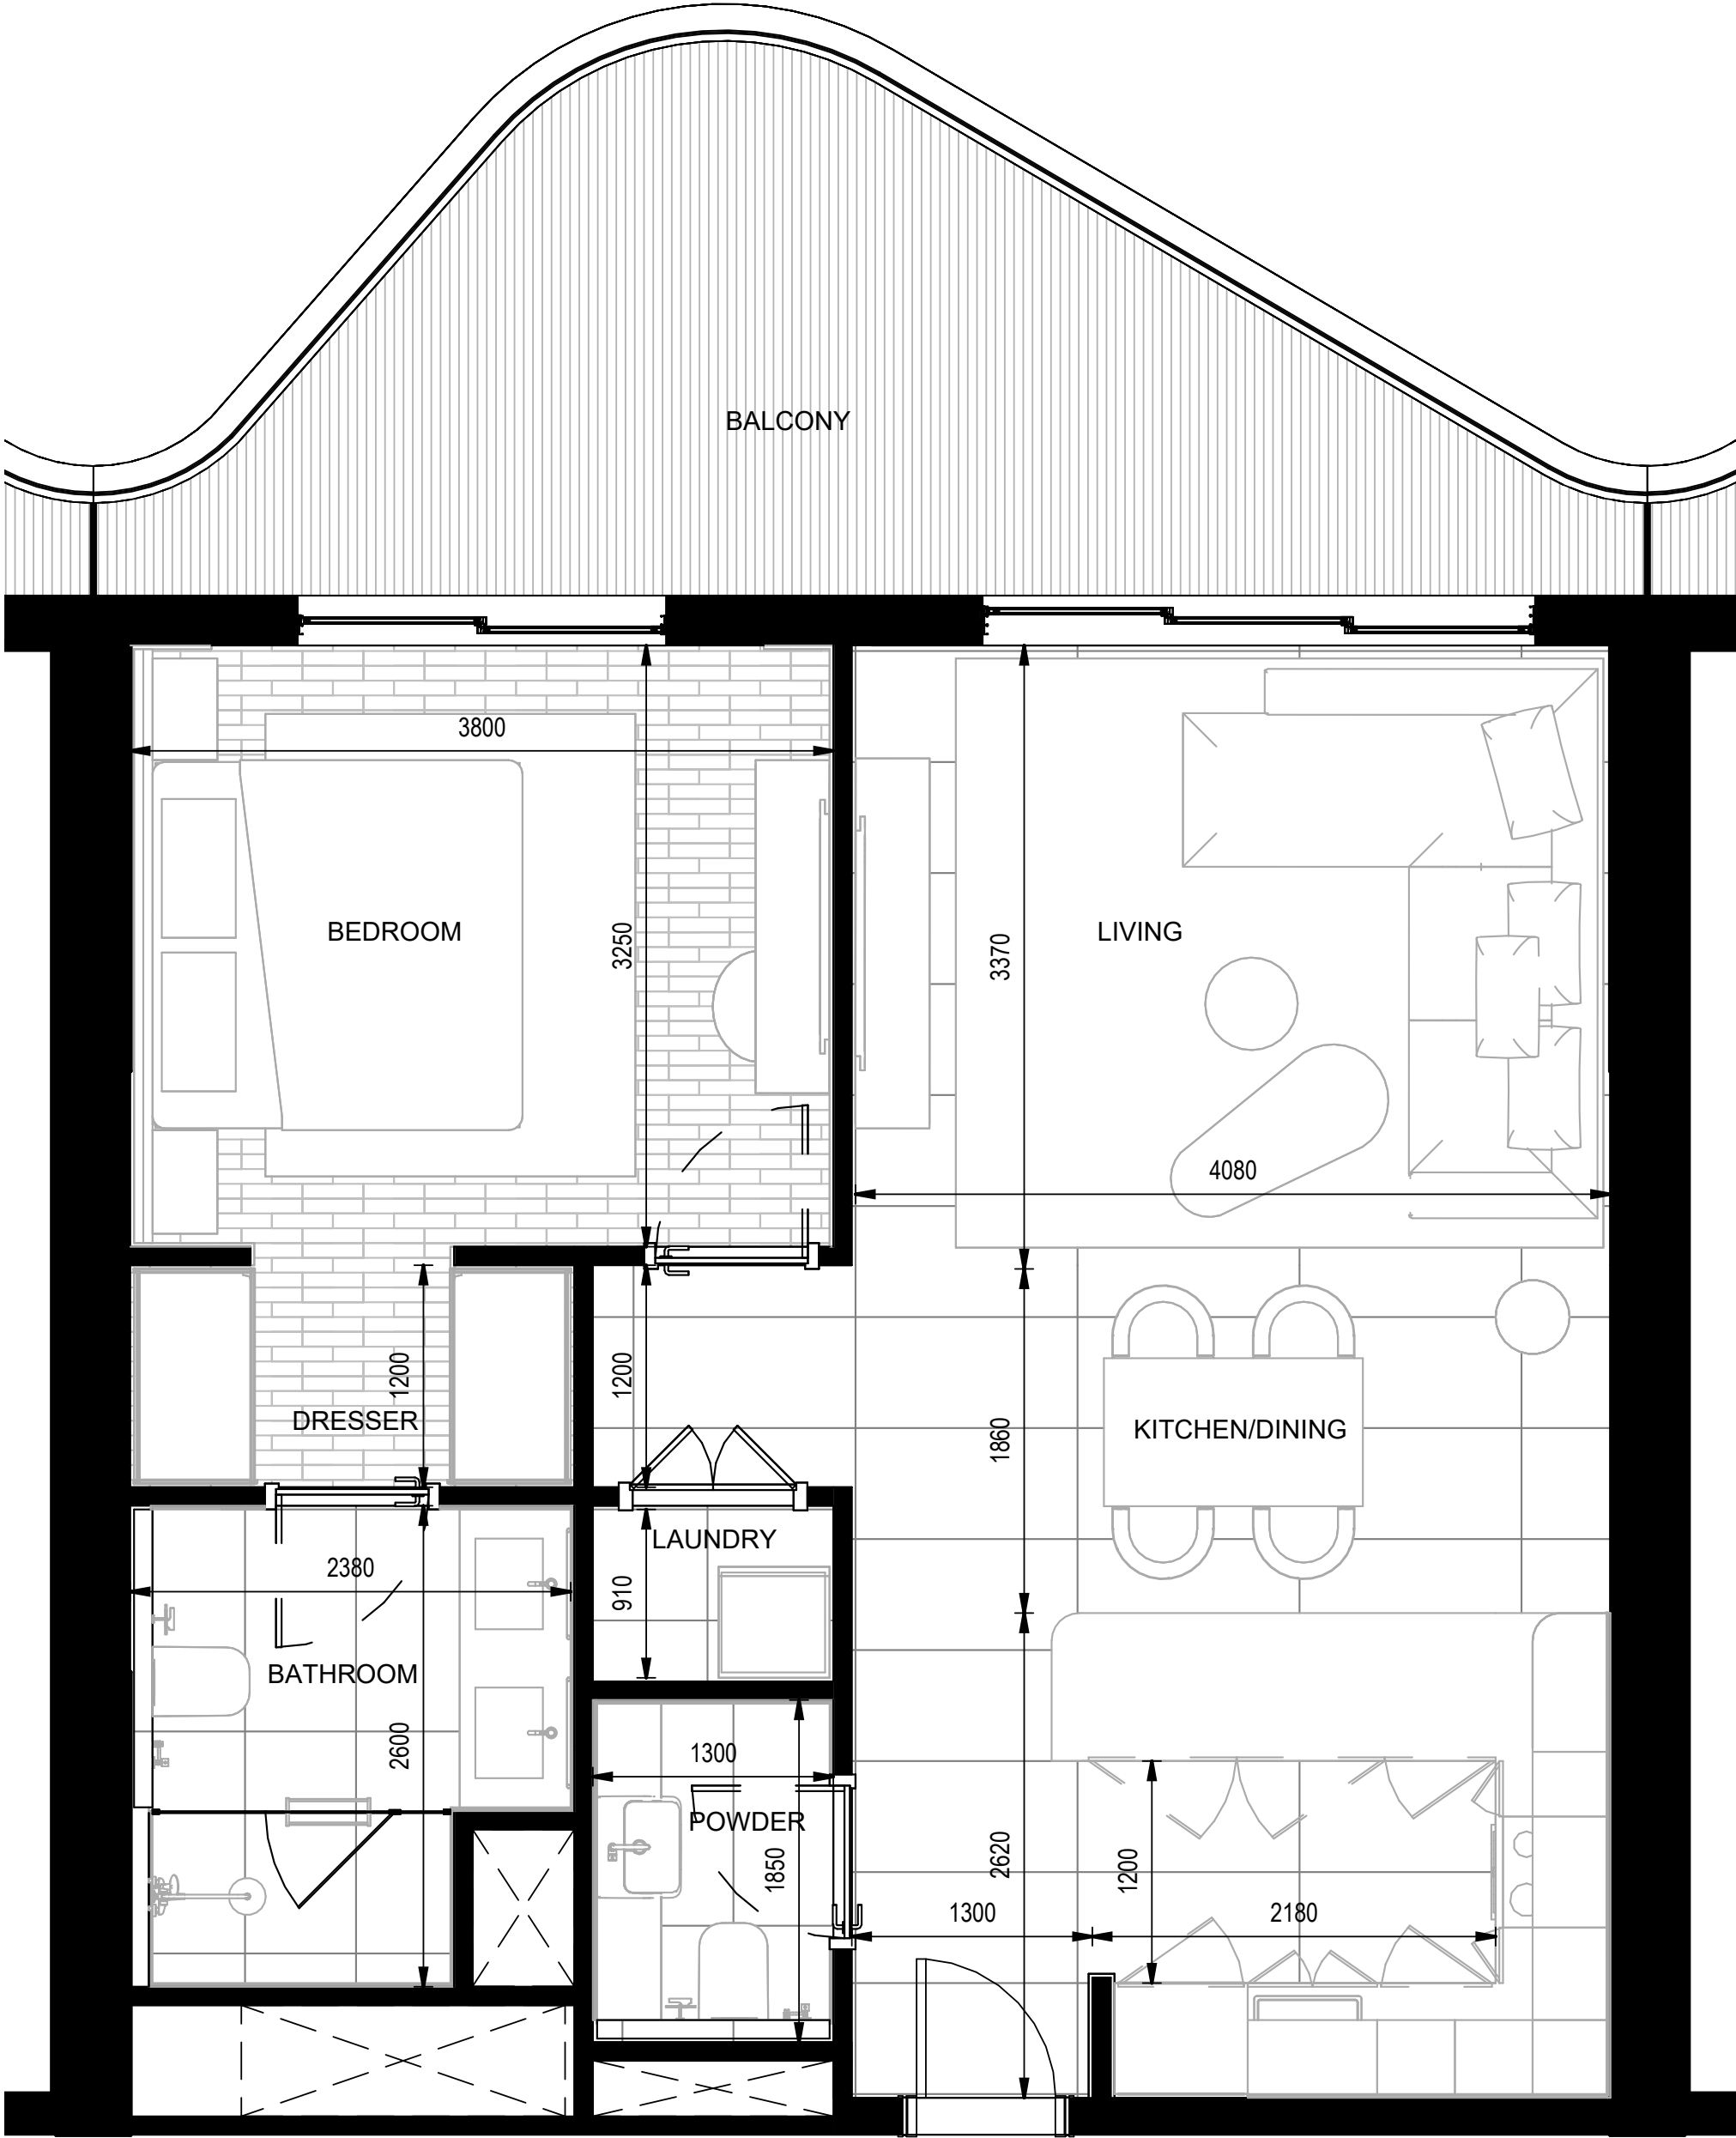 BALCONY
3800
BEDROOM
3250
3370
LIVING
4080
1200
DRESSER
1200
1860
KITCHEN/DINING
LAUNDRY
2380
910
BATHROOM
2600
1300
POWDER
1850
2620
1200
1300
2180